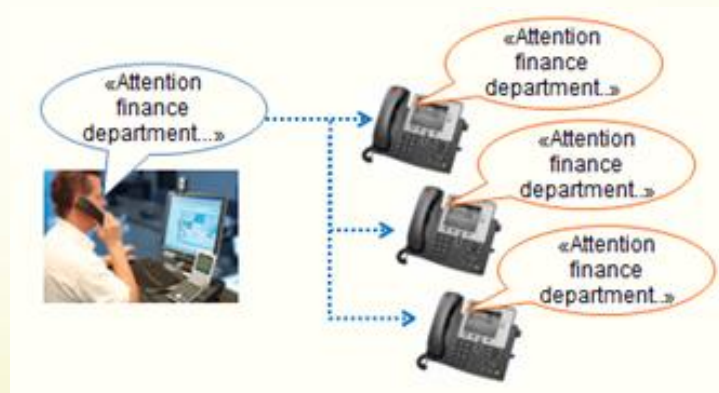 «Attention
finance
department...»
«Attention
finance
department..»
«Attention
finance
department..»
«Attention
finance
department..»